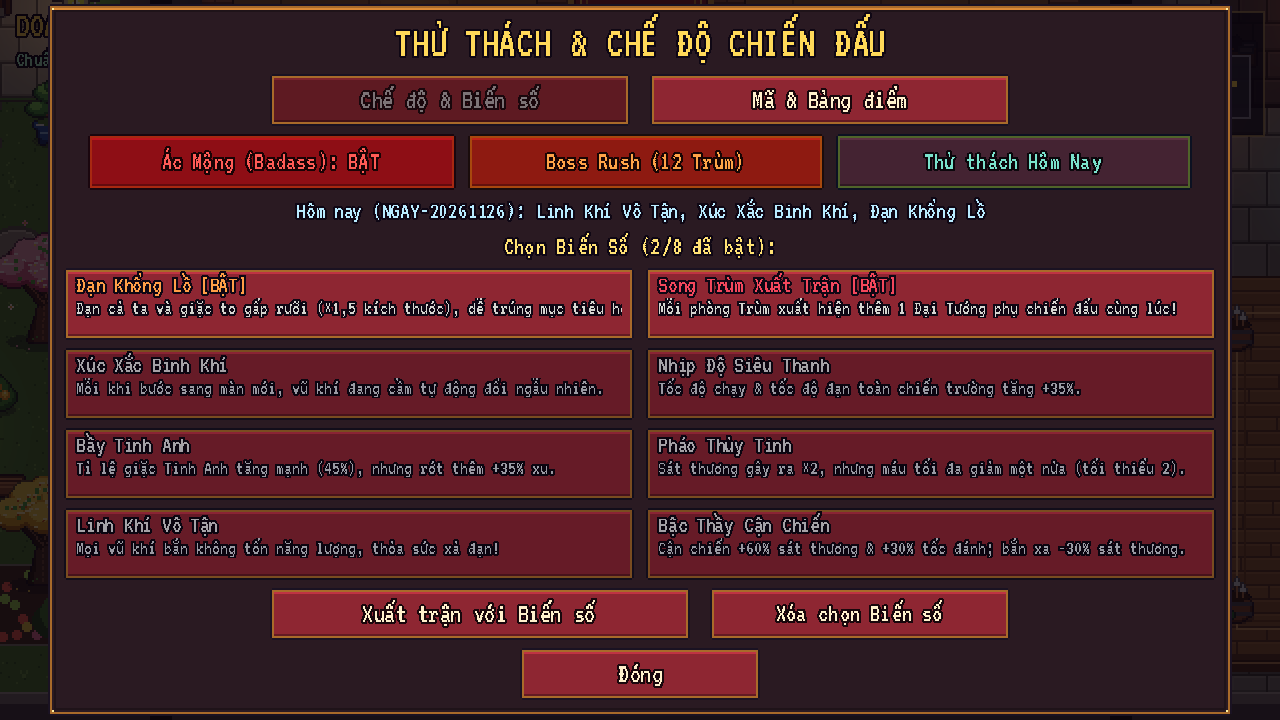 THỬ THÁCH & CHẾ ĐỘ CHIẾN ĐẤU
Chế độ & Biến số
Mã & Bảng điểm
Ác Mộng (Badass): BẬT
Boss Rush (12 Trùm)
Thử thách Hôm Nay
Hôm nay (NGAY-20261126): Linh Khí Vô Tận, Xúc Xắc Binh Khí, Đạn Khổng Lồ
Chọn Biến Số (2/8 đã bật):
Đạn Khổng Lồ [BẬT]
Đạn cả ta và giặc to gấp rưỡi (×1,5 kích thước), dễ trúng mục tiêu
Song Trùm Xuất Trận [BẬT]
Mỗi phòng Trùm xuất hiện thêm 1 Đại Tướng phụ chiến đấu cùng lúc!
Xúc Xắc Binh Khí
Mỗi khi bước sang màn mới, vũ khí đang cầm tự động đổi ngẫu nhiên.
Nhịp Độ Siêu Thanh
Tốc độ chạy & tốc độ đạn toàn chiến trường tăng +35%.
Bầy Tinh Anh
Tỉ lệ giặc Tinh Anh tăng mạnh (45%), nhưng rớt thêm +35% xu.
Pháo Thủy Tinh
Sát thương gây ra ×2, nhưng máu tối đa giảm một nửa (tối thiểu 2).
Linh Khí Vô Tận
Mọi vũ khí bắn không tốn năng lượng, thỏa sức xả đạn!
Bậc Thầy Cận Chiến
Cận chiến +60% sát thương & +30% tốc đánh; bắn xa -30% sát thương.
Xuất trận với Biến số
Xóa chọn Biến số
Đóng